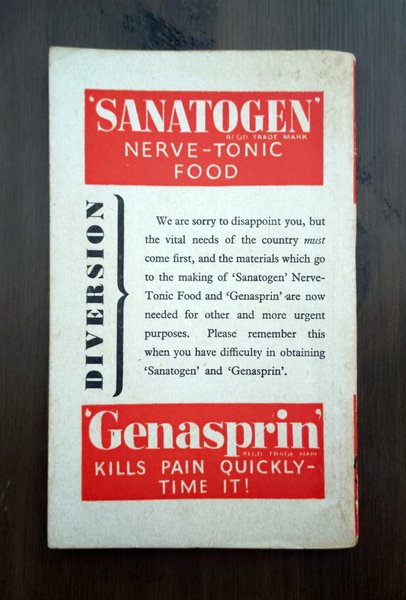 'SANATOGEN'
REGD TRADE MARK
NERVE-TONIC
FOOD
DIVERSION
We are sorry to disappoint you, but
the vital needs of the country must
come first, and the materials which go
to the making of 'Sanatogen' Nerve-
Tonic Food and 'Genasprin' are now
needed for other and more urgent
purposes. Please remember this
when you have difficulty in obtaining
'Sanatogen' and 'Genasprin'.
'Genasprin'
REGD TRADE MARK
KILLS PAIN QUICKLY-
TIME IT!